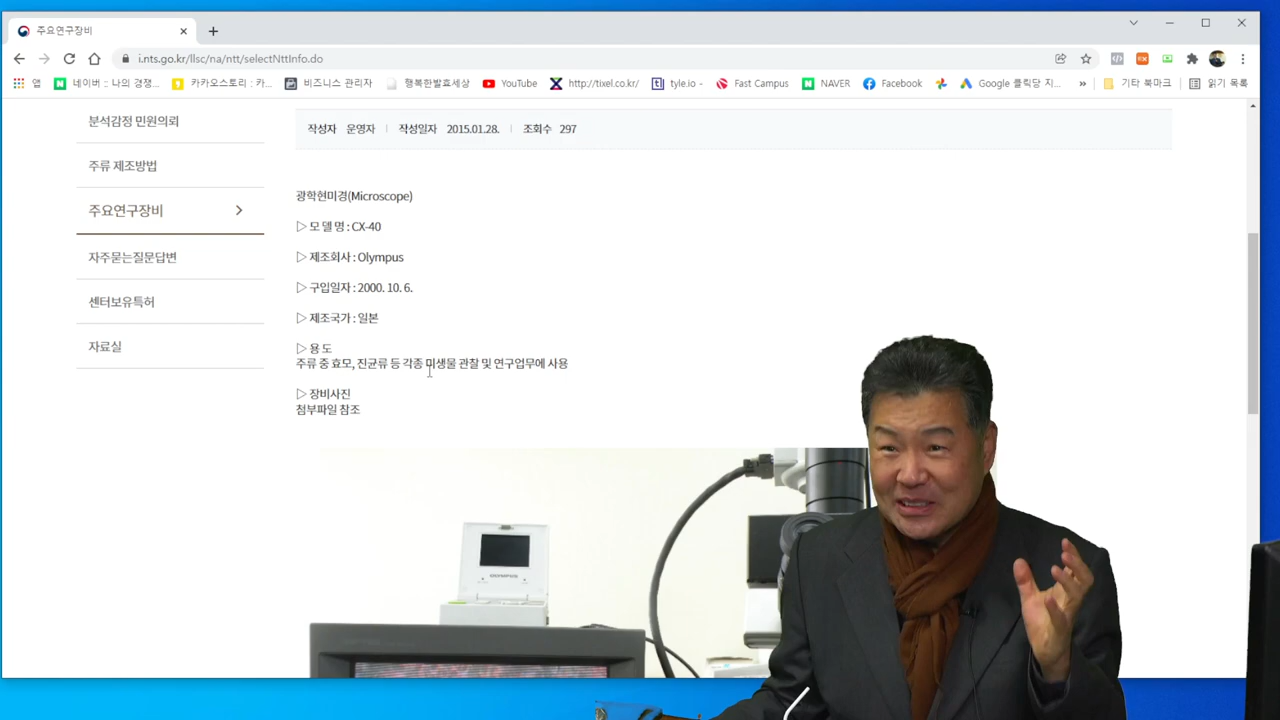 주요연구장비
i.nts.go.kr/llsc/na/ntt/selectNttInfo.do
앱
네이버 :: 나의 경쟁...
카카오스토리 : 카...
비즈니스 관리자
행복한발효세상
YouTube
http://tixel.co.kr/
tyle.io -
Fast Campus
NAVER
Facebook
Google 클릭당 지...
»
기타 북마크
읽기 목록
분석감정 민원의뢰
주류 제조방법
주요연구장비
자주묻는질문답변
센터보유특허
자료실
작성자 운영자 | 작성일자 2015.01.28. | 조회수 297
광학현미경(Microscope)
▷ 모 델 명 : CX-40
▷ 제조회사 : Olympus
▷ 구입일자 : 2000. 10. 6.
▷ 제조국가 : 일본
▷ 용 도
주류 중 효모, 진균류 등 각종 미생물 관찰 및 연구업무에 사용
▷ 장비사진
첨부파일 참조
OLYMPUS